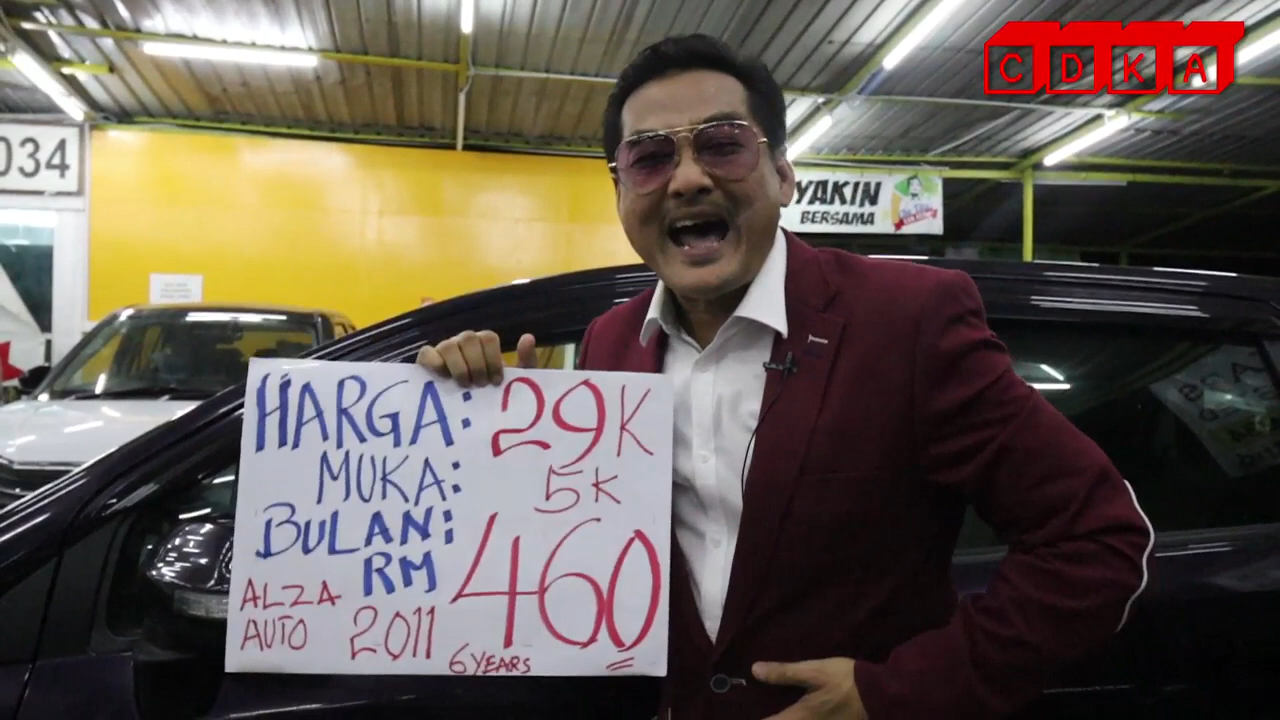 CDKA
034
YAKIN
BERSAMA
HARGA: 29K
MUKA: 5K
BULAN:
RM 460
ALZA
AUTO 2011
6 YEARS